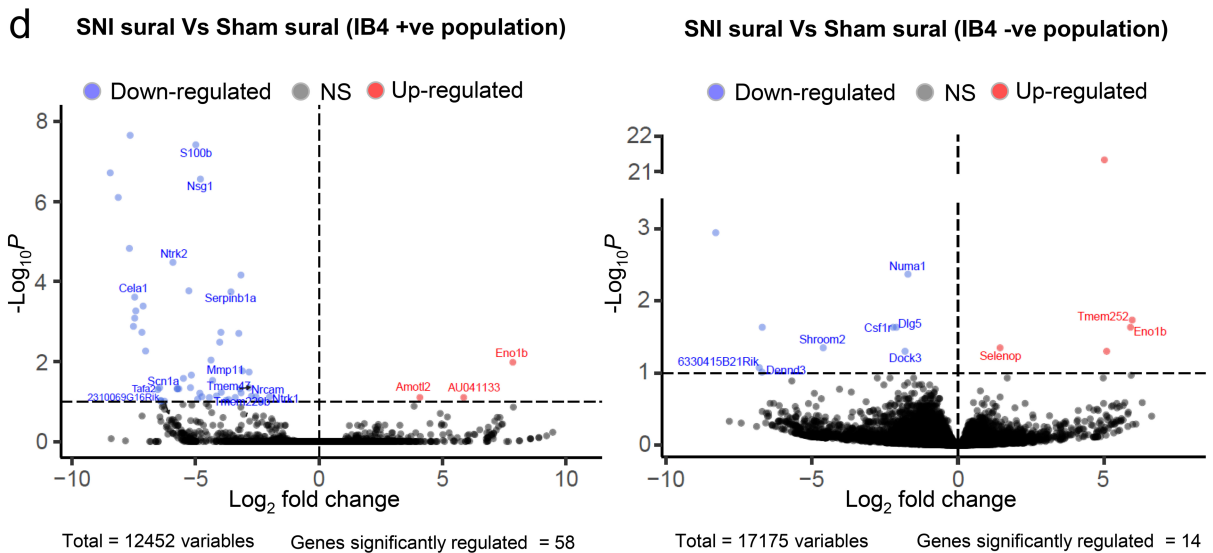 d
SNI sural Vs Sham sural (IB4 +ve population)
Down-regulated NS Up-regulated
8
6
4
2
0
-Log10P
S100b
Nsg1
Ntrk2
Cela1
Serpinb1a
Eno1b
Mmp11
Scn1a
Tafa2
Tmem47
Nrcam
Amotl2
AU041133
2310069G16Rik
Ntrk1
−10 −5 0 5 10
Log2 fold change
Total = 12452 variables Genes significantly regulated = 58
SNI sural Vs Sham sural (IB4 -ve population)
Down-regulated NS Up-regulated
22
21
3
2
1
0
-Log10P
Numa1
Tmem252
Csf1r
Dlg5
Eno1b
Shroom2
Dock3
Selenop
6330415B21Rik
Dennd3
−10 −5 0 5
Log2 fold change
Total = 17175 variables Genes significantly regulated = 14